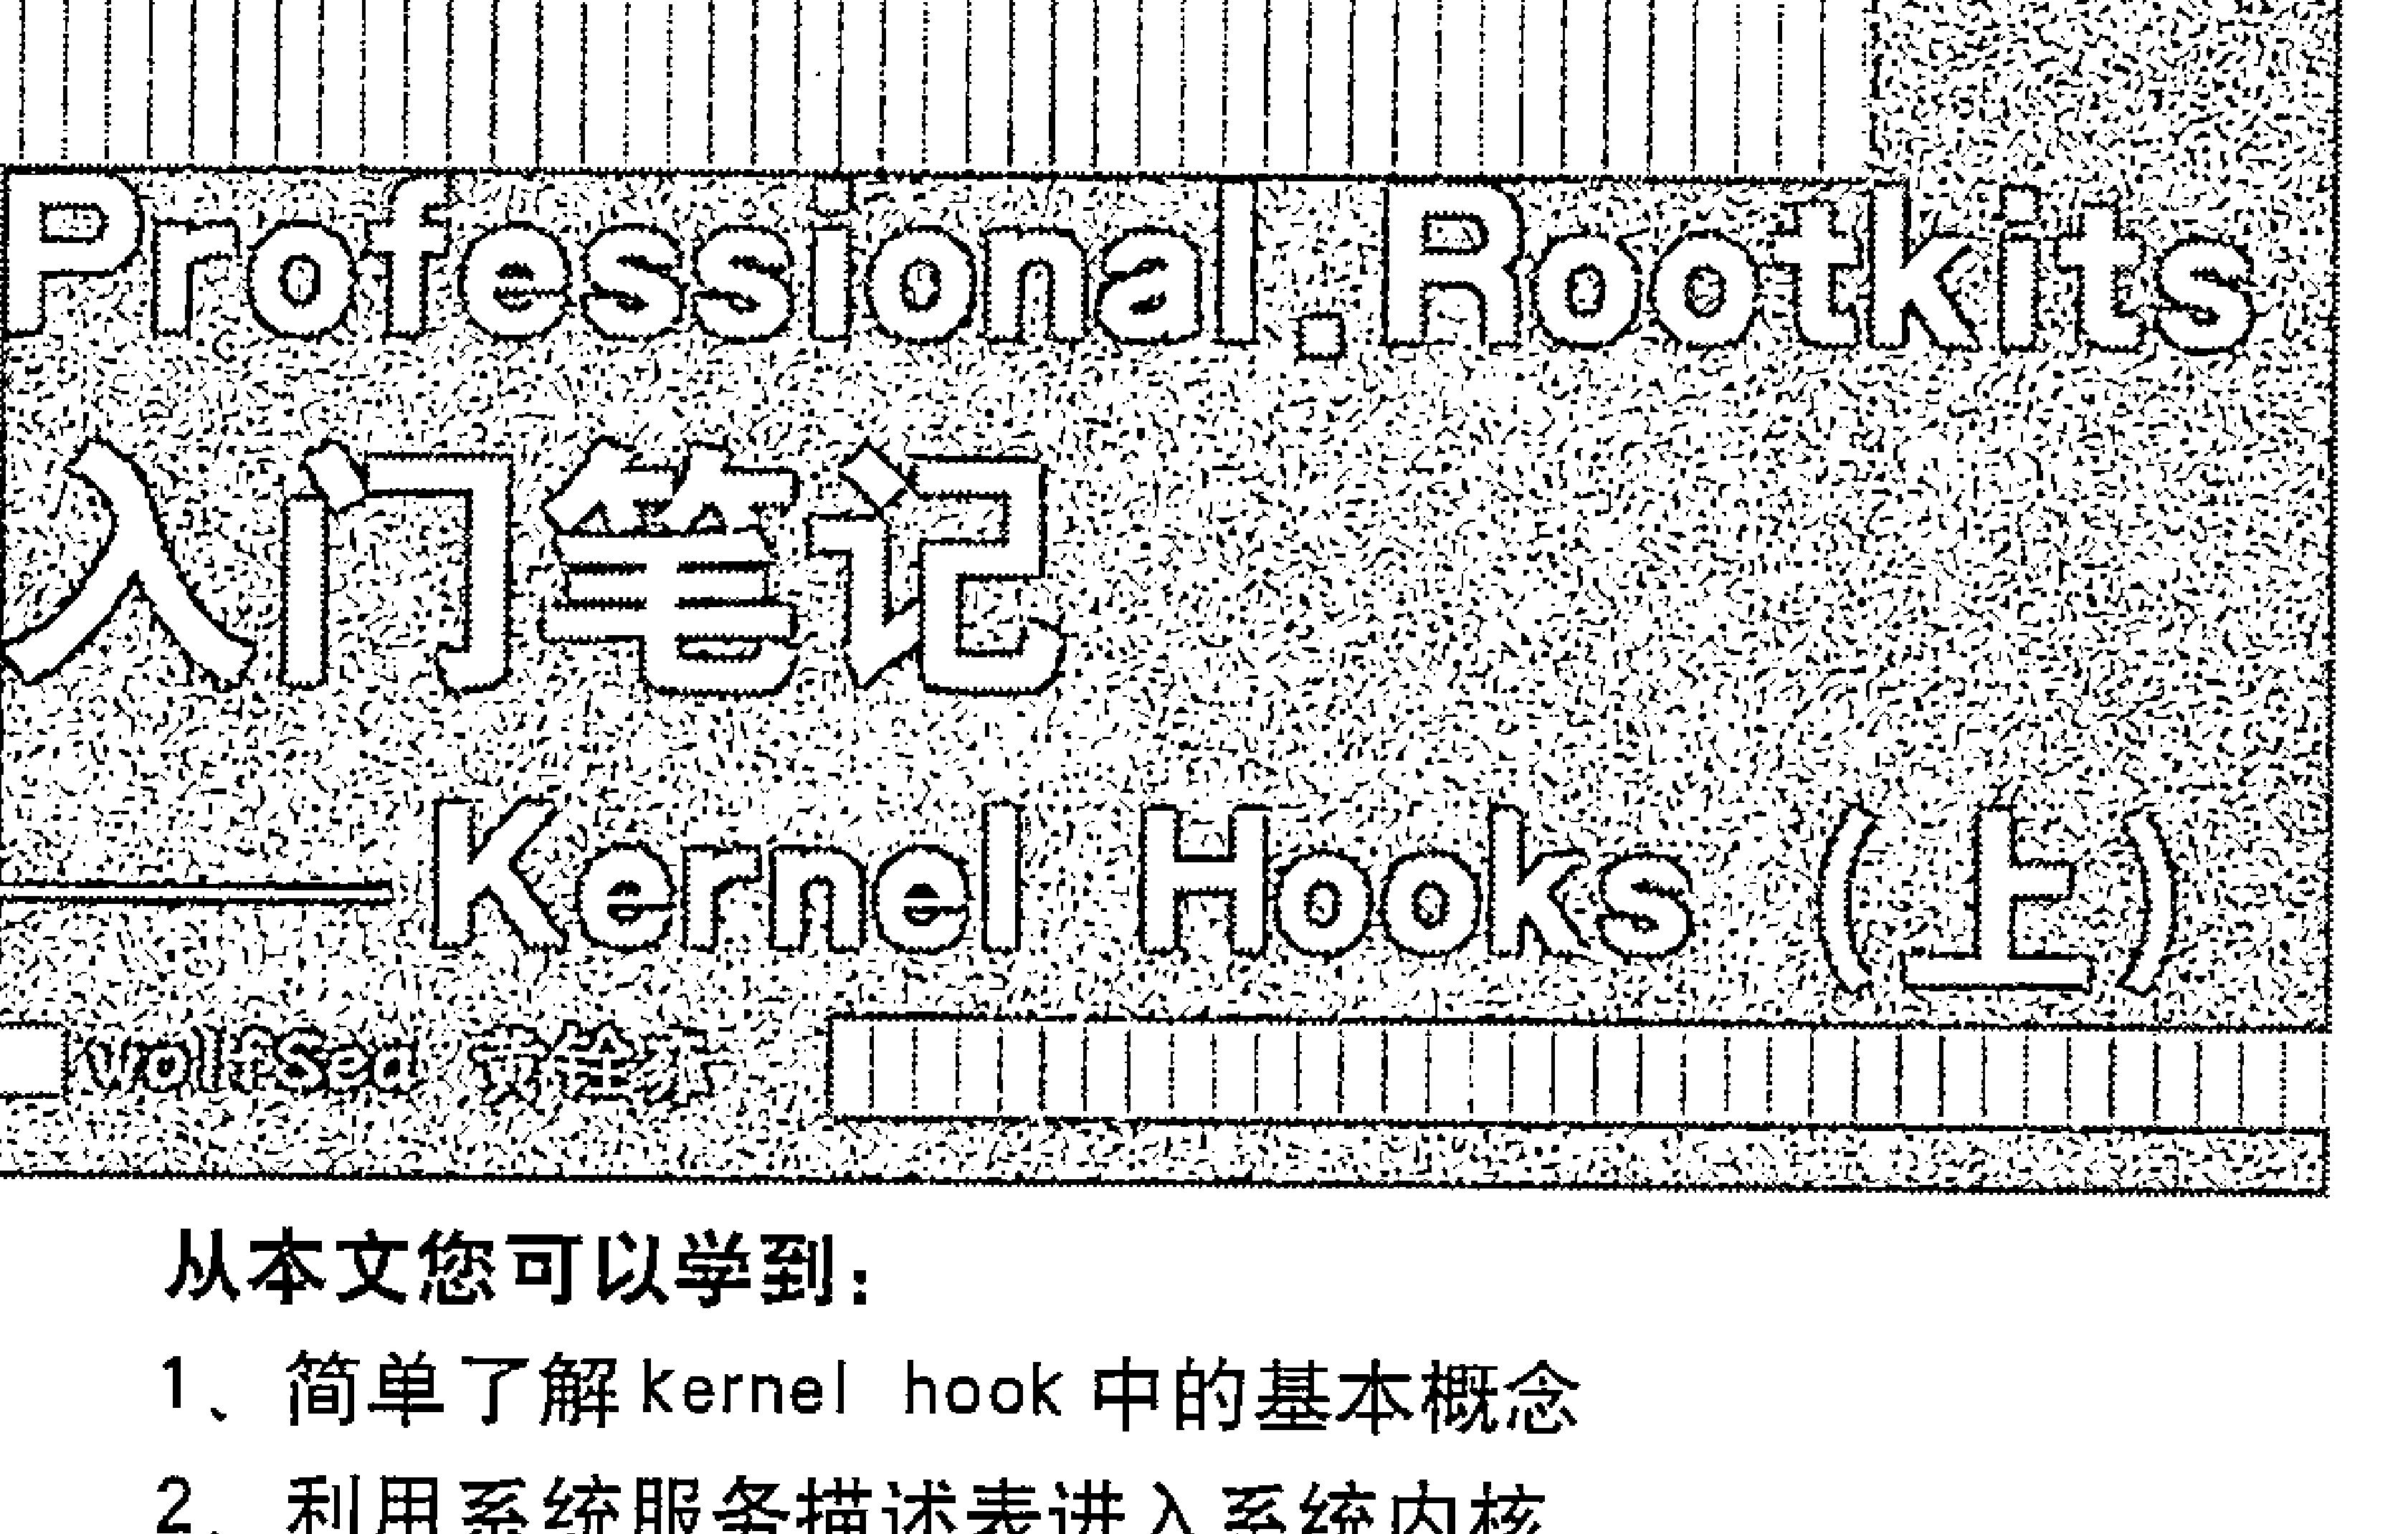 Professional.Rootkits
入门笔记
——Kernel Hooks (上)
wolfSea
从本文您可以学到：
1、简单了解kernel hook中的基本概念
2、利用系统服务描述表进入系统内核